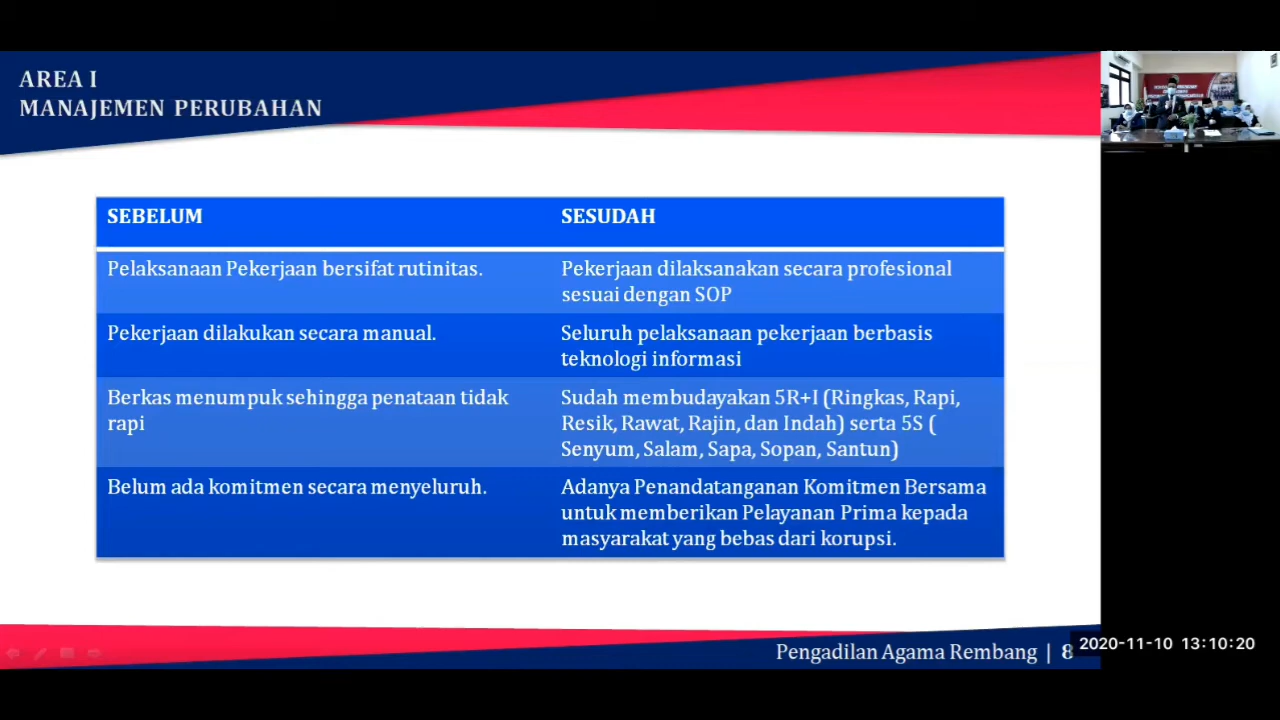 AREA I
MANAJEMEN PERUBAHAN
SEBELUM
SESUDAH
Pelaksanaan Pekerjaan bersifat rutinitas.
Pekerjaan dilaksanakan secara profesional
sesuai dengan SOP
Pekerjaan dilakukan secara manual.
Seluruh pelaksanaan pekerjaan berbasis
teknologi informasi
Berkas menumpuk sehingga penataan tidak
rapi
Sudah membudayakan 5R+I (Ringkas, Rapi,
Resik, Rawat, Rajin, dan Indah) serta 5S (
Senyum, Salam, Sapa, Sopan, Santun)
Belum ada komitmen secara menyeluruh.
Adanya Penandatanganan Komitmen Bersama
untuk memberikan Pelayanan Prima kepada
masyarakat yang bebas dari korupsi.
Pengadilan Agama Rembang | 8
2020-11-10 13:10:20